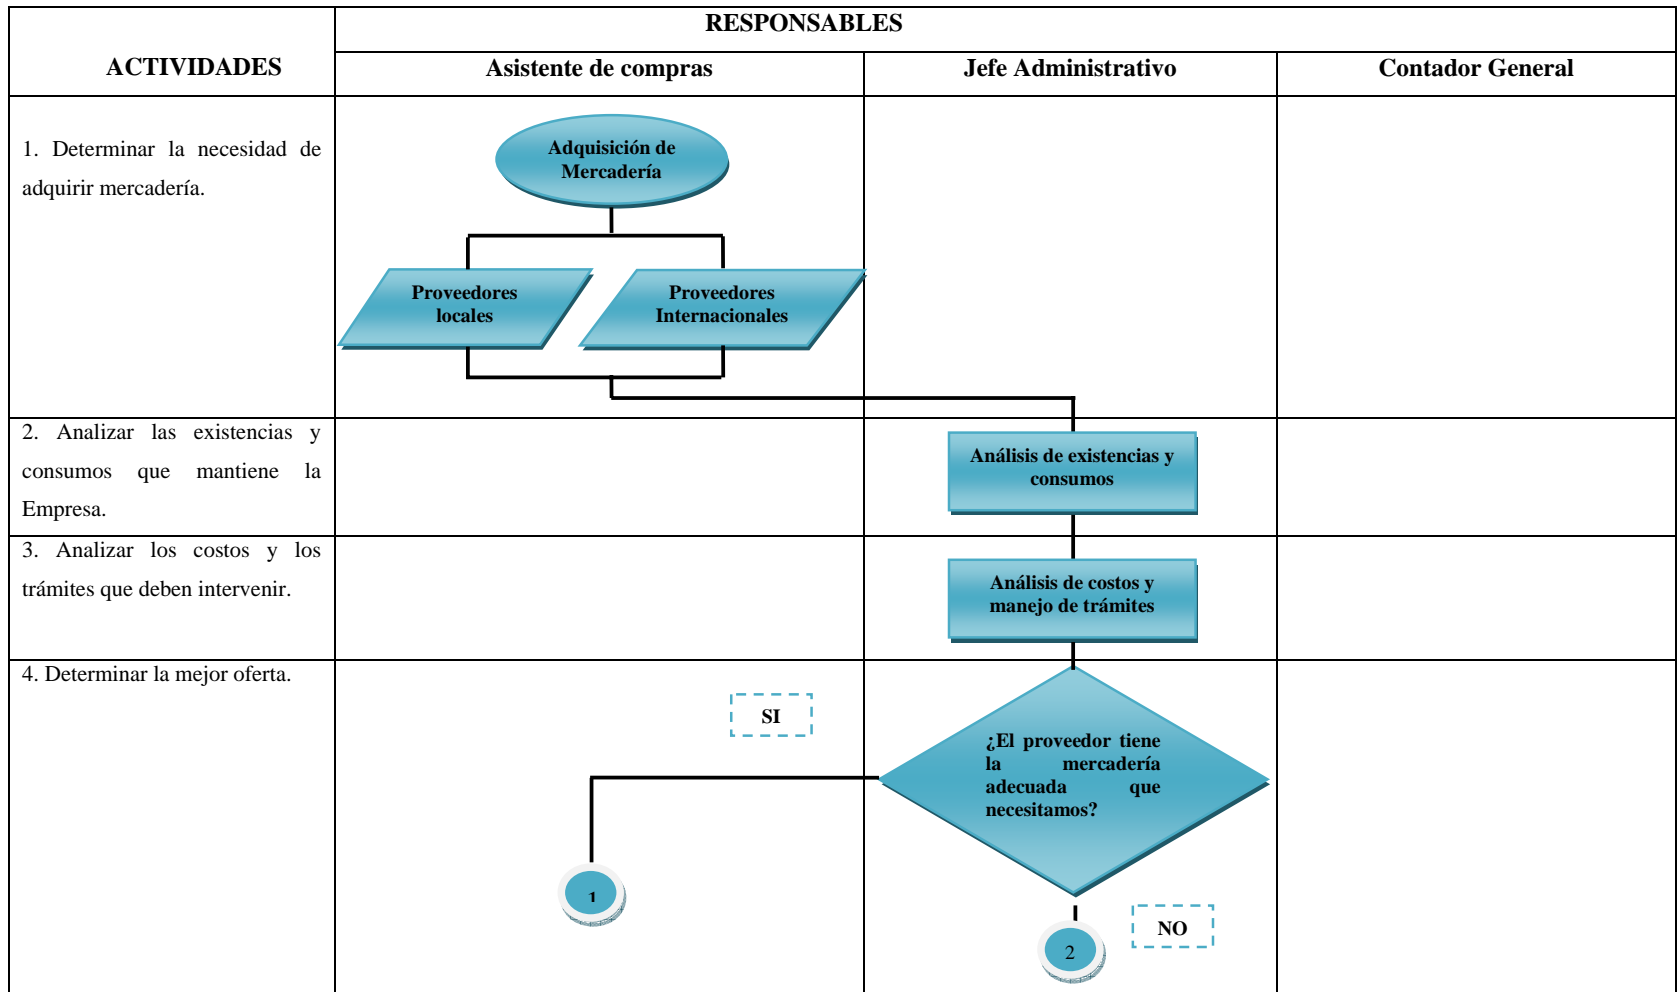 RESPONSABLES
ACTIVIDADES
Asistente de compras
Jefe Administrativo
Contador General
1. Determinar la necesidad de
adquirir mercadería.
Adquisición de
Mercadería
Proveedores
locales
Proveedores
Internacionales
2. Analizar las existencias y
consumos que mantiene la
Empresa.
Análisis de existencias y
consumos
3. Analizar los costos y los
trámites que deben intervenir.
Análisis de costos y
manejo de trámites
4. Determinar la mejor oferta.
SI
¿El proveedor tiene
la mercadería
adecuada que
necesitamos?
1
NO
2